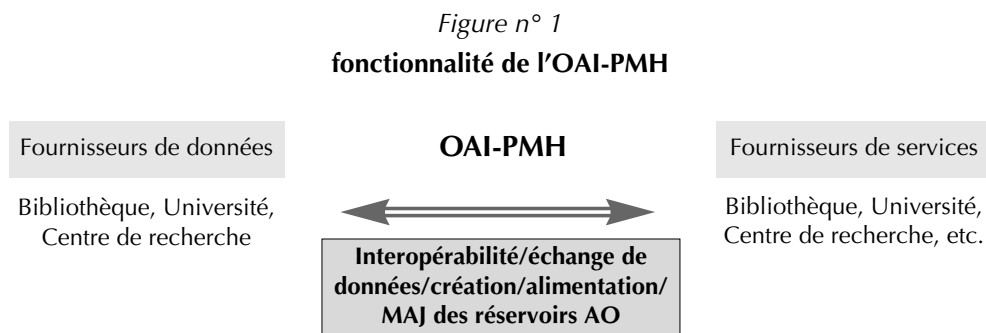 Figure n° 1
fonctionnalité de l’OAI-PMH
Fournisseurs de données
Bibliothèque, Université,
Centre de recherche
OAI-PMH
Interopérabilité/échange de
données/création/alimentation/
MAJ des réservoirs AO
Fournisseurs de services
Bibliothèque, Université,
Centre de recherche, etc.